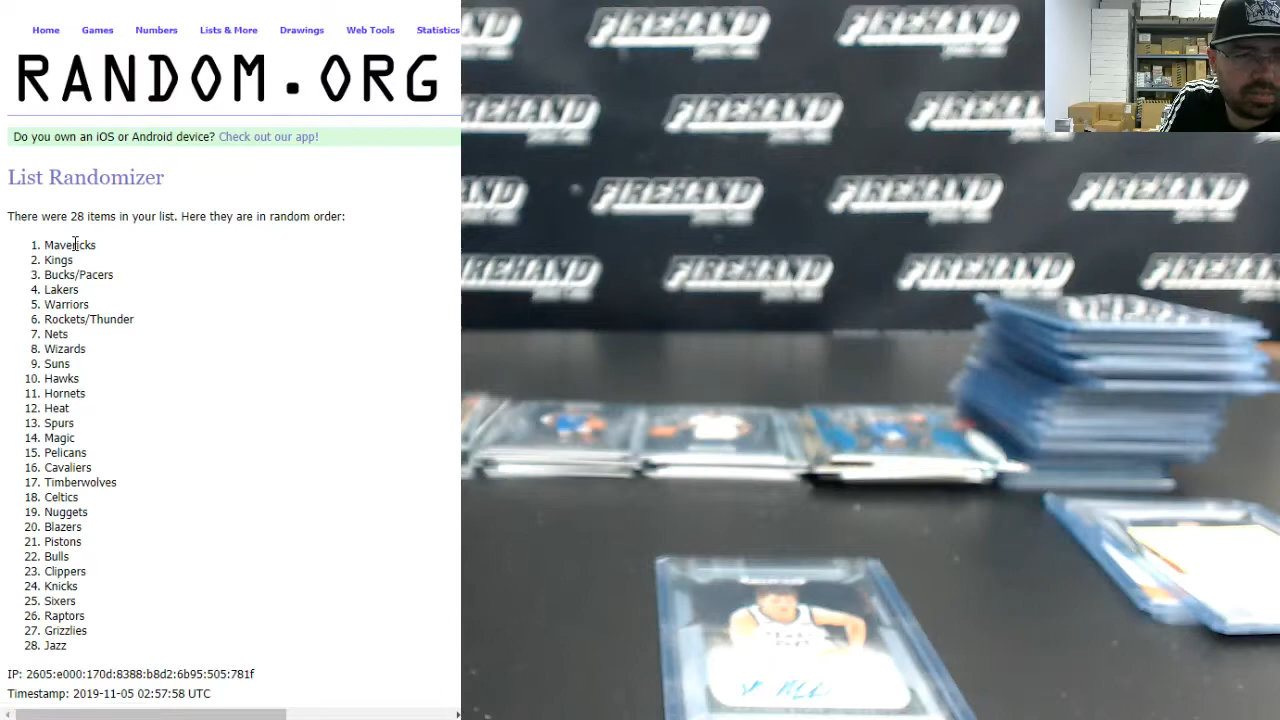 Home Games Numbers Lists & More Drawings Web Tools Statistics
RANDOM.ORG
Do you own an iOS or Android device? Check out our app!
List Randomizer
There were 28 items in your list. Here they are in random order:
1. Mavericks
2. Kings
3. Bucks/Pacers
4. Lakers
5. Warriors
6. Rockets/Thunder
7. Nets
8. Wizards
9. Suns
10. Hawks
11. Hornets
12. Heat
13. Spurs
14. Magic
15. Pelicans
16. Cavaliers
17. Timberwolves
18. Celtics
19. Nuggets
20. Blazers
21. Pistons
22. Bulls
23. Clippers
24. Knicks
25. Sixers
26. Raptors
27. Grizzlies
28. Jazz
IP: 2605:e000:170d:8388:b8d2:6b95:505:781f
Timestamp: 2019-11-05 02:57:58 UTC
FIREHAND
FIREHAND
FIREHAND
FIREHAND
FIREHAND
FIREHAND
FIREHAND
FIREHAND